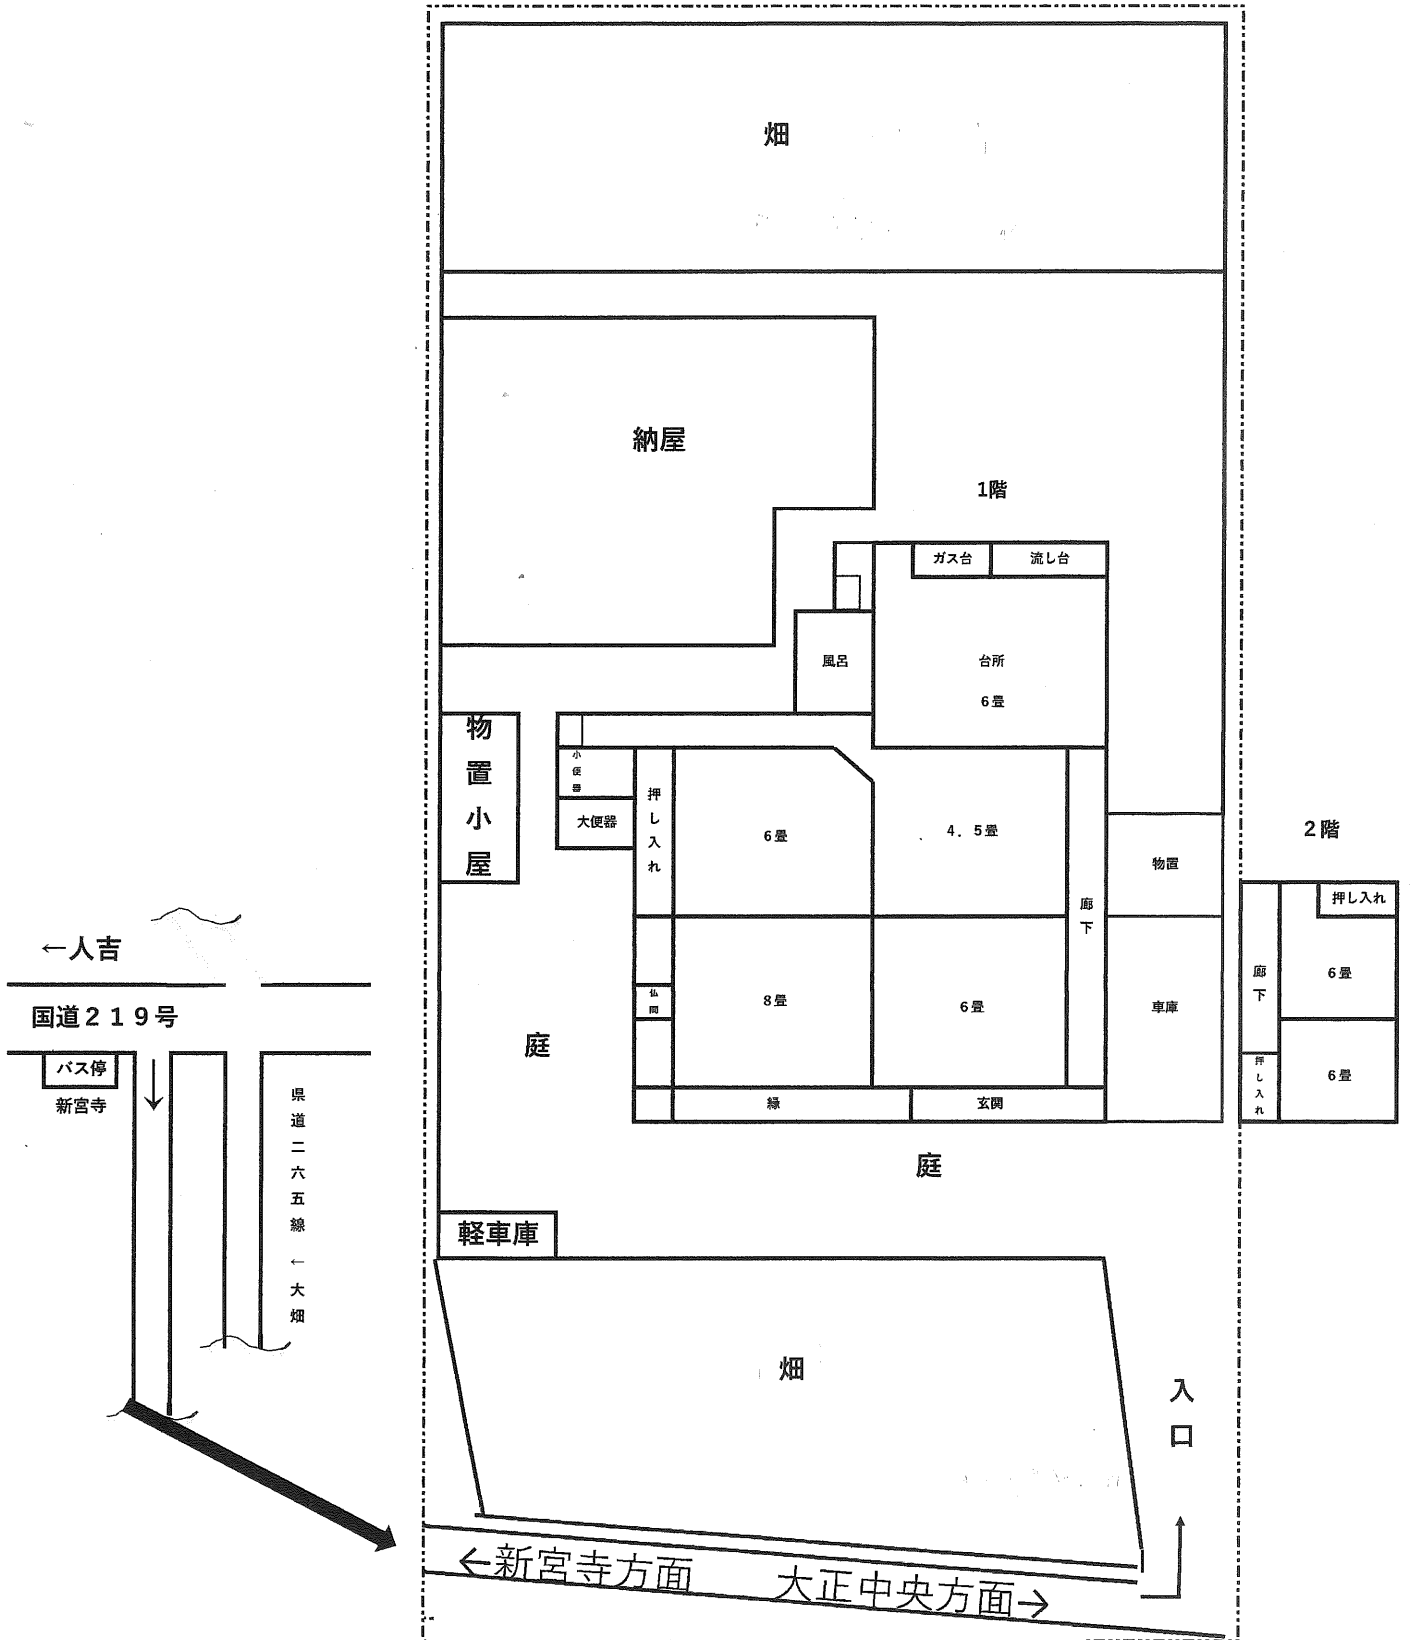 畑
納屋
1階
ガス台
流し台
風呂
台所
6畳
物置小屋
小便器
大便器
押し入れ
6畳
4．5畳
廊下
物置
仏間
8畳
6畳
車庫
縁
玄関
庭
庭
軽車庫
畑
入口
←新宮寺方面
大正中央方面→
2階
押し入れ
廊下
6畳
押し入れ
6畳
←人吉
国道２１９号
バス停
新宮寺
県道二六五線←大畑